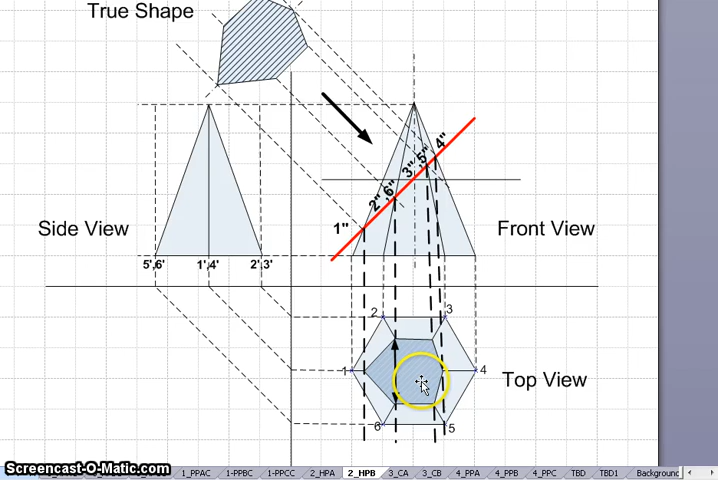 True Shape
4"
3",5"
2",6"
1"
Side View
Front View
5',6' 1',4' 2',3'
2 3
1 4
Top View
6 5
Screencast-O-Matic.com
1_PPAC 1-PPBC 1-PPCC 2_HPA 2_HPB 3_CA 3_CB 4_PPA 4_PPB 4_PPC TBD TBD1 Background